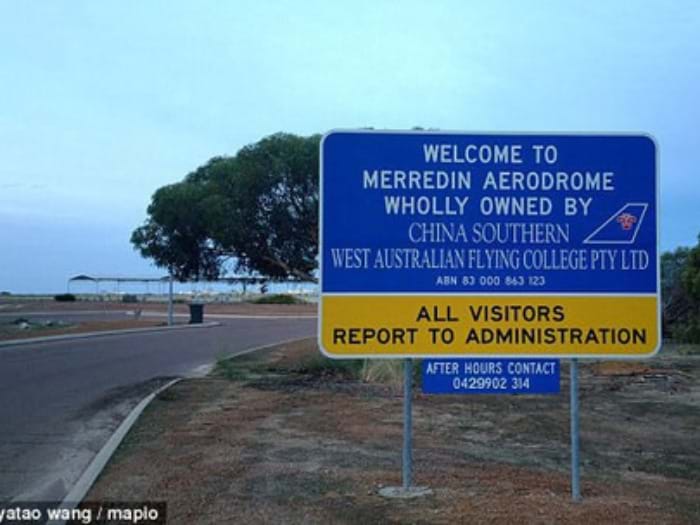 WELCOME TO
MERREDIN AERODROME
WHOLLY OWNED BY
CHINA SOUTHERN
WEST AUSTRALIAN FLYING COLLEGE PTY LTD
ABN 83 000 863 123
ALL VISITORS
REPORT TO ADMINISTRATION
AFTER HOURS CONTACT
0429902 314
yatao wang / mapio